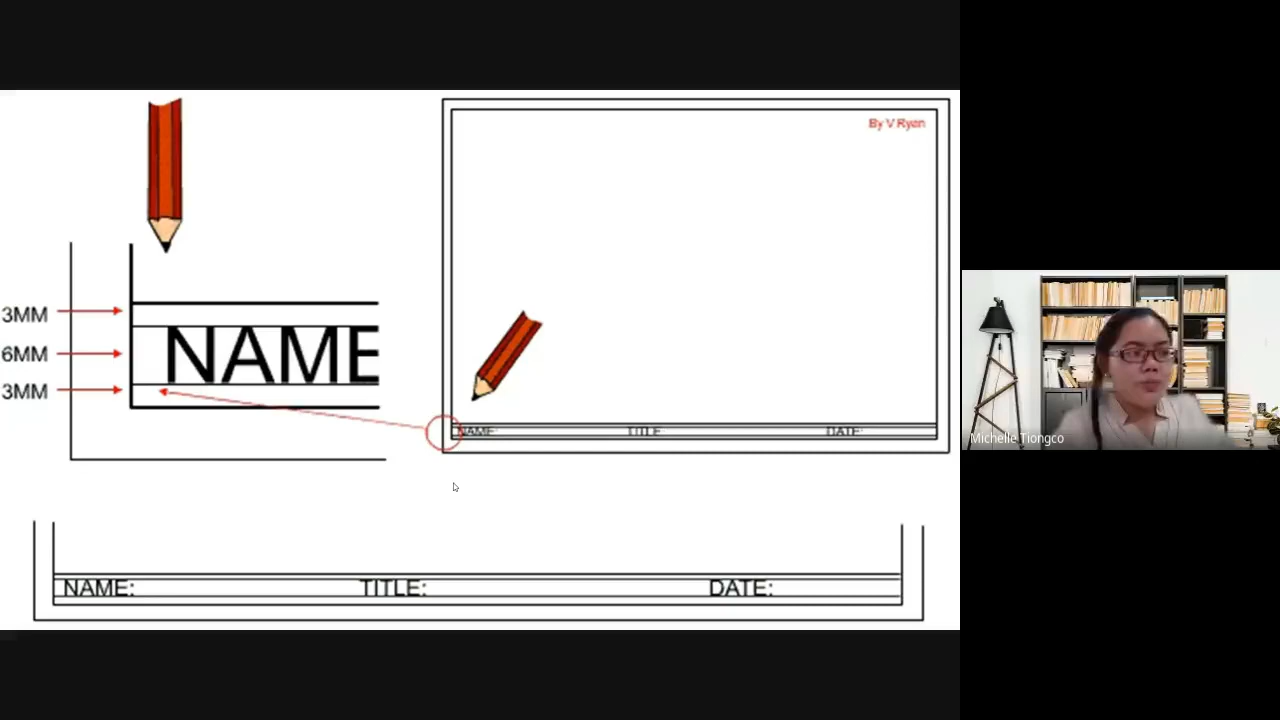 By V Ryan
3MM
6MM
3MM
NAME
NAME:
TITLE:
DATE:
Michelle Tiongco
NAME:
TITLE:
DATE: